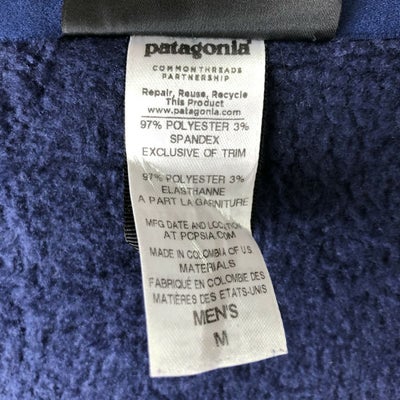 patagonia
COMMONTHREADS
PARTNERSHIP
Repair, Reuse, Recycle
This Product
www.patagonia.com
97% POLYESTER 3%
SPANDEX
EXCLUSIVE OF TRIM
97% POLYESTER 3%
ELASTHANNE
A PART LA GARNITURE
MFG DATE AND LOCATION
AT PCPSIA.COM
MADE IN COLOMBIA OF U.S.
MATERIALS
FABRIQUÉ EN COLOMBIE DES
MATIÈRES DES ETATS-UNIS
MEN'S
M